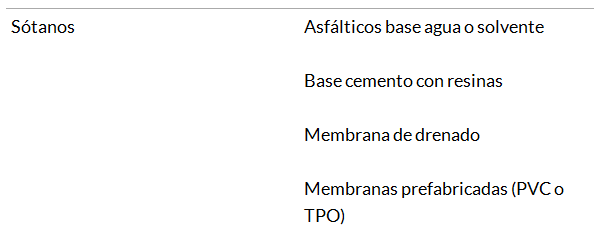 Sótanos
Asfálticos base agua o solvente
Base cemento con resinas
Membrana de drenado
Membranas prefabricadas (PVC o
TPO)